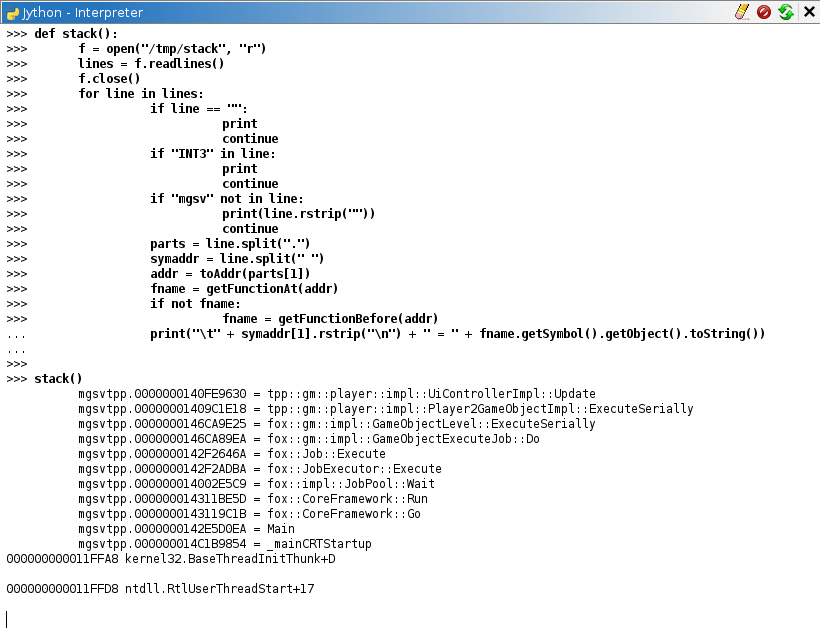 Jython - Interpreter
>>> def stack():
>>> f = open("/tmp/stack", "r")
>>> lines = f.readlines()
>>> f.close()
>>> for line in lines:
>>> if line == "":
>>> print
>>> continue
>>> if "INT3" in line:
>>> print
>>> continue
>>> if "mgsv" not in line:
>>> print(line.rstrip(""))
>>> continue
>>> parts = line.split(".")
>>> symaddr = line.split(" ")
>>> addr = toAddr(parts[1])
>>> fname = getFunctionAt(addr)
>>> if not fname:
>>> fname = getFunctionBefore(addr)
... print("\t" + symaddr[1].rstrip("\n") + " = " + fname.getSymbol().getObject().toString())
...
>>>
>>> stack()
mgsvtpp.0000000140FE9630 = tpp::gm::player::impl::UiControllerImpl::Update
mgsvtpp.00000001409C1E18 = tpp::gm::player::impl::Player2GameObjectImpl::ExecuteSerially
mgsvtpp.0000000146CA9E25 = fox::gm::impl::GameObjectLevel::ExecuteSerially
mgsvtpp.0000000146CA89EA = fox::gm::impl::GameObjectExecuteJob::Do
mgsvtpp.0000000142F2646A = fox::Job::Execute
mgsvtpp.0000000142F2ADBA = fox::JobExecutor::Execute
mgsvtpp.000000014002E5C9 = fox::impl::JobPool::Wait
mgsvtpp.000000014311BE5D = fox::CoreFramework::Run
mgsvtpp.0000000143119C1B = fox::CoreFramework::Go
mgsvtpp.0000000142E5D0EA = Main
mgsvtpp.000000014C1B9854 = _mainCRTStartup
000000000011FFA8 kernel32.BaseThreadInitThunk+D
000000000011FFD8 ntdll.RtlUserThreadStart+17